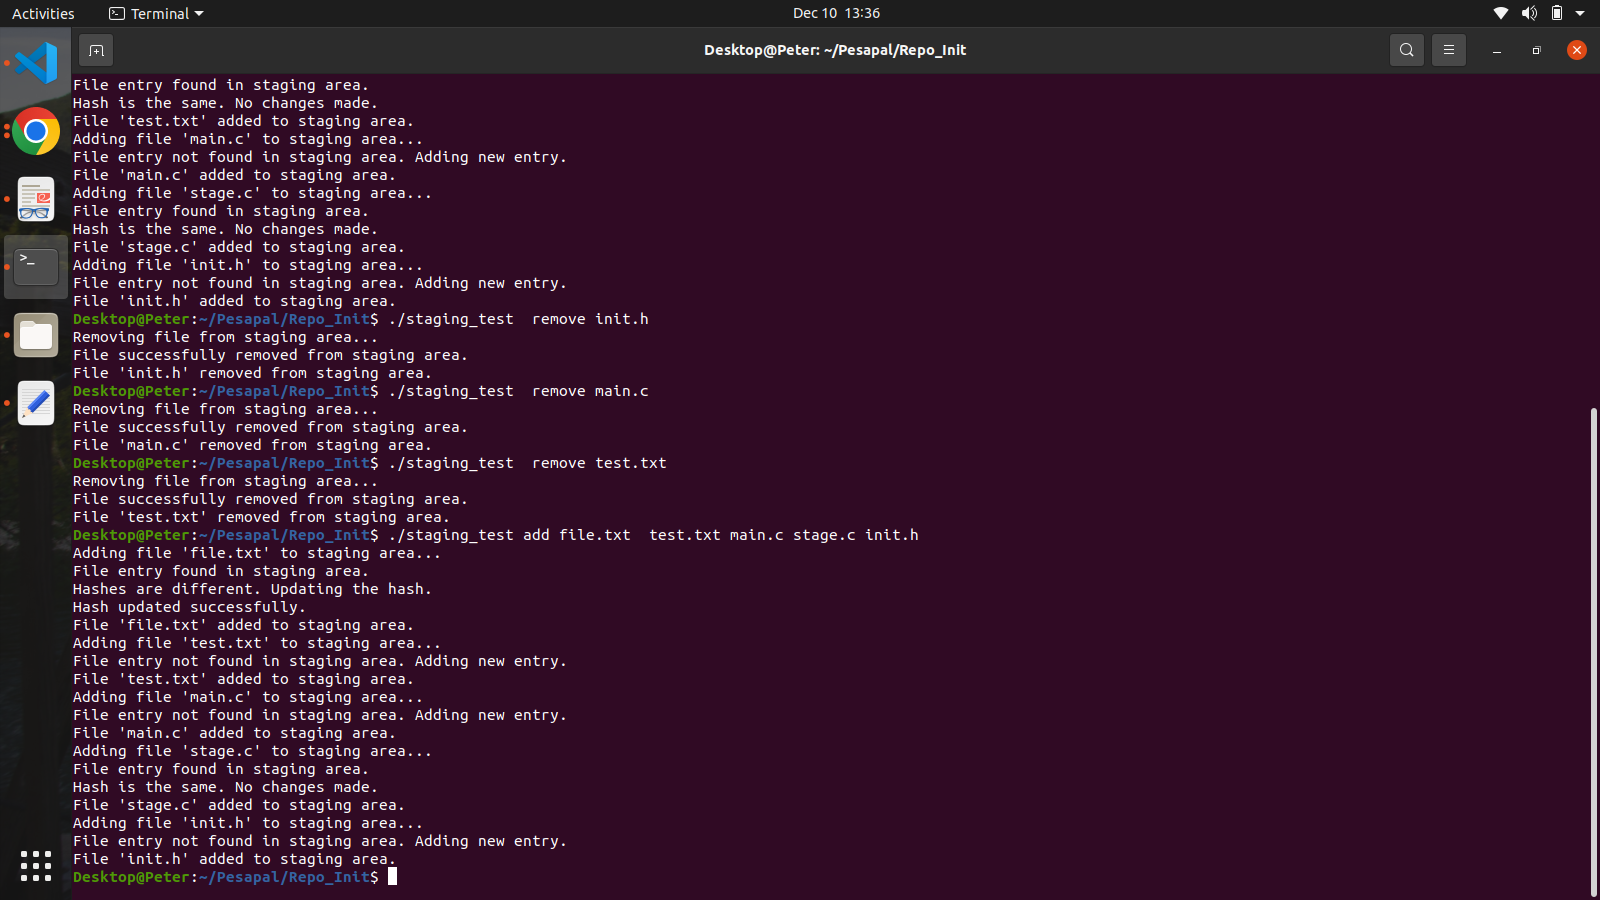 Activities Terminal Dec 10 13:36
Desktop@Peter: ~/Pesapal/Repo_Init
File entry found in staging area.
Hash is the same. No changes made.
File 'test.txt' added to staging area.
Adding file 'main.c' to staging area...
File entry not found in staging area. Adding new entry.
File 'main.c' added to staging area.
Adding file 'stage.c' to staging area...
File entry found in staging area.
Hash is the same. No changes made.
File 'stage.c' added to staging area.
Adding file 'init.h' to staging area...
File entry not found in staging area. Adding new entry.
File 'init.h' added to staging area.
Desktop@Peter:~/Pesapal/Repo_Init$ ./staging_test  remove init.h
Removing file from staging area...
File successfully removed from staging area.
File 'init.h' removed from staging area.
Desktop@Peter:~/Pesapal/Repo_Init$ ./staging_test  remove main.c
Removing file from staging area...
File successfully removed from staging area.
File 'main.c' removed from staging area.
Desktop@Peter:~/Pesapal/Repo_Init$ ./staging_test  remove test.txt
Removing file from staging area...
File successfully removed from staging area.
File 'test.txt' removed from staging area.
Desktop@Peter:~/Pesapal/Repo_Init$ ./staging_test add file.txt  test.txt main.c stage.c init.h
Adding file 'file.txt' to staging area...
File entry found in staging area.
Hashes are different. Updating the hash.
Hash updated successfully.
File 'file.txt' added to staging area.
Adding file 'test.txt' to staging area...
File entry not found in staging area. Adding new entry.
File 'test.txt' added to staging area.
Adding file 'main.c' to staging area...
File entry not found in staging area. Adding new entry.
File 'main.c' added to staging area.
Adding file 'stage.c' to staging area...
File entry found in staging area.
Hash is the same. No changes made.
File 'stage.c' added to staging area.
Adding file 'init.h' to staging area...
File entry not found in staging area. Adding new entry.
File 'init.h' added to staging area.
Desktop@Peter:~/Pesapal/Repo_Init$